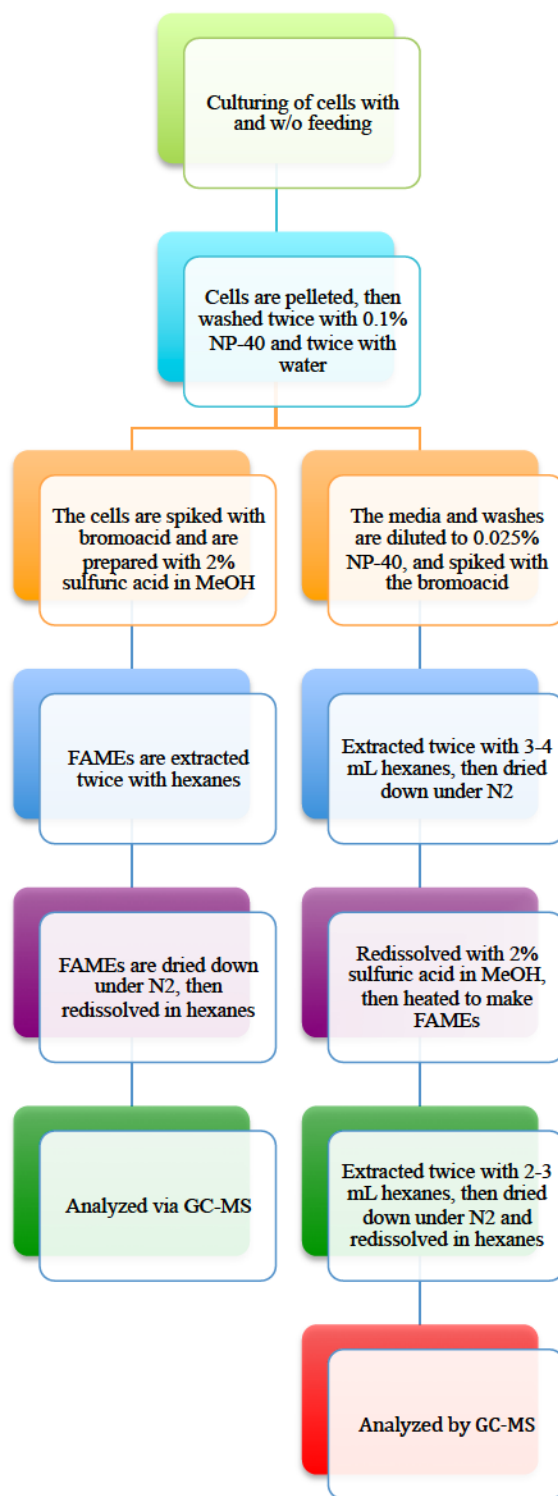 Culturing of cells with
and w/o feeding
Cells are pelleted, then
washed twice with 0.1%
NP-40 and twice with
water
The cells are spiked with
bromoacid and are
prepared with 2%
sulfuric acid in MeOH
The media and washes
are diluted to 0.025%
NP-40, and spiked with
the bromoacid
FAMEs are extracted
twice with hexanes
Extracted twice with 3-4
mL hexanes, then dried
down under N2
FAMEs are dried down
under N2, then
redissolved in hexanes
Redissolved with 2%
sulfuric acid in MeOH,
then heated to make
FAMEs
Analyzed via GC-MS
Extracted twice with 2-3
mL hexanes, then dried
down under N2 and
redissolved in hexanes
Analyzed by GC-MS